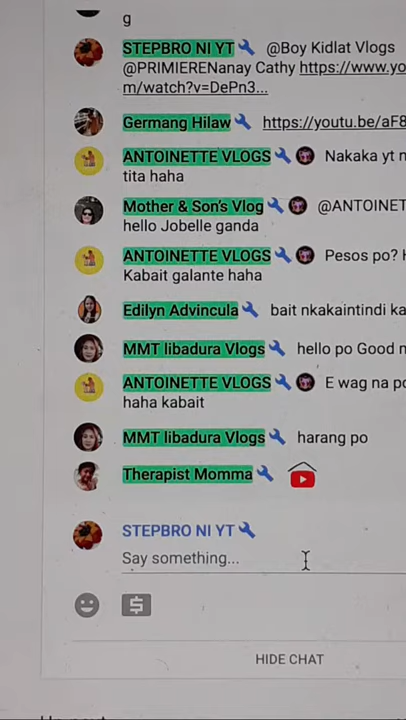 g
STEPBRO NI YT @Boy Kidlat Vlogs
@PRIMIERENanay Cathy https://www.yo
m/watch?v=DePn3...
Germang Hilaw https://youtu.be/aF8
ANTOINETTE VLOGS Nakaka yt n
tita haha
Mother & Son's Vlog @ANTOINET
hello Jobelle ganda
ANTOINETTE VLOGS Pesos po? H
Kabait galante haha
Edilyn Advincula bait nkakaintindi ka
MMT libadura Vlogs hello po Good
ANTOINETTE VLOGS E wag na po
haha kabait
MMT libadura Vlogs harang po
Therapist Momma
STEPBRO NI YT
Say something...
HIDE CHAT